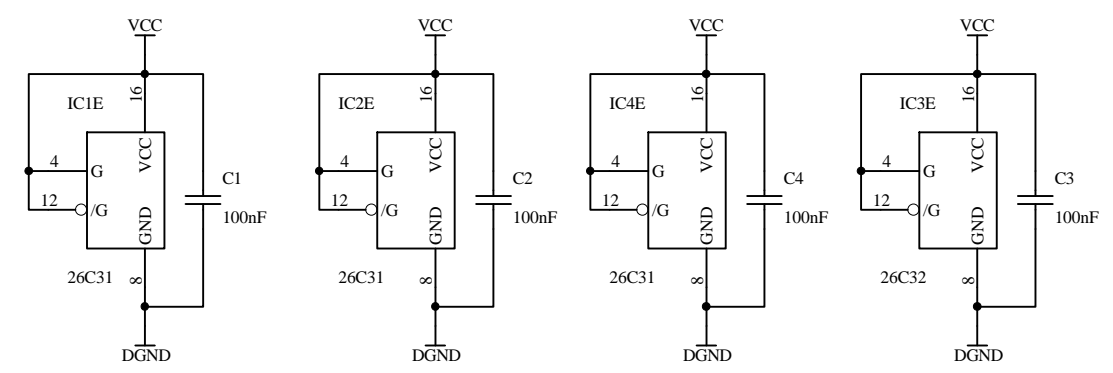 VCC
16
IC1E
VCC
4
G
12
/G
GND
C1
100nF
26C31
8
DGND
VCC
16
IC2E
VCC
4
G
12
/G
GND
C2
100nF
26C31
8
DGND
VCC
16
IC4E
VCC
4
G
12
/G
GND
C4
100nF
26C31
8
DGND
VCC
16
IC3E
VCC
4
G
12
/G
GND
C3
100nF
26C32
8
DGND